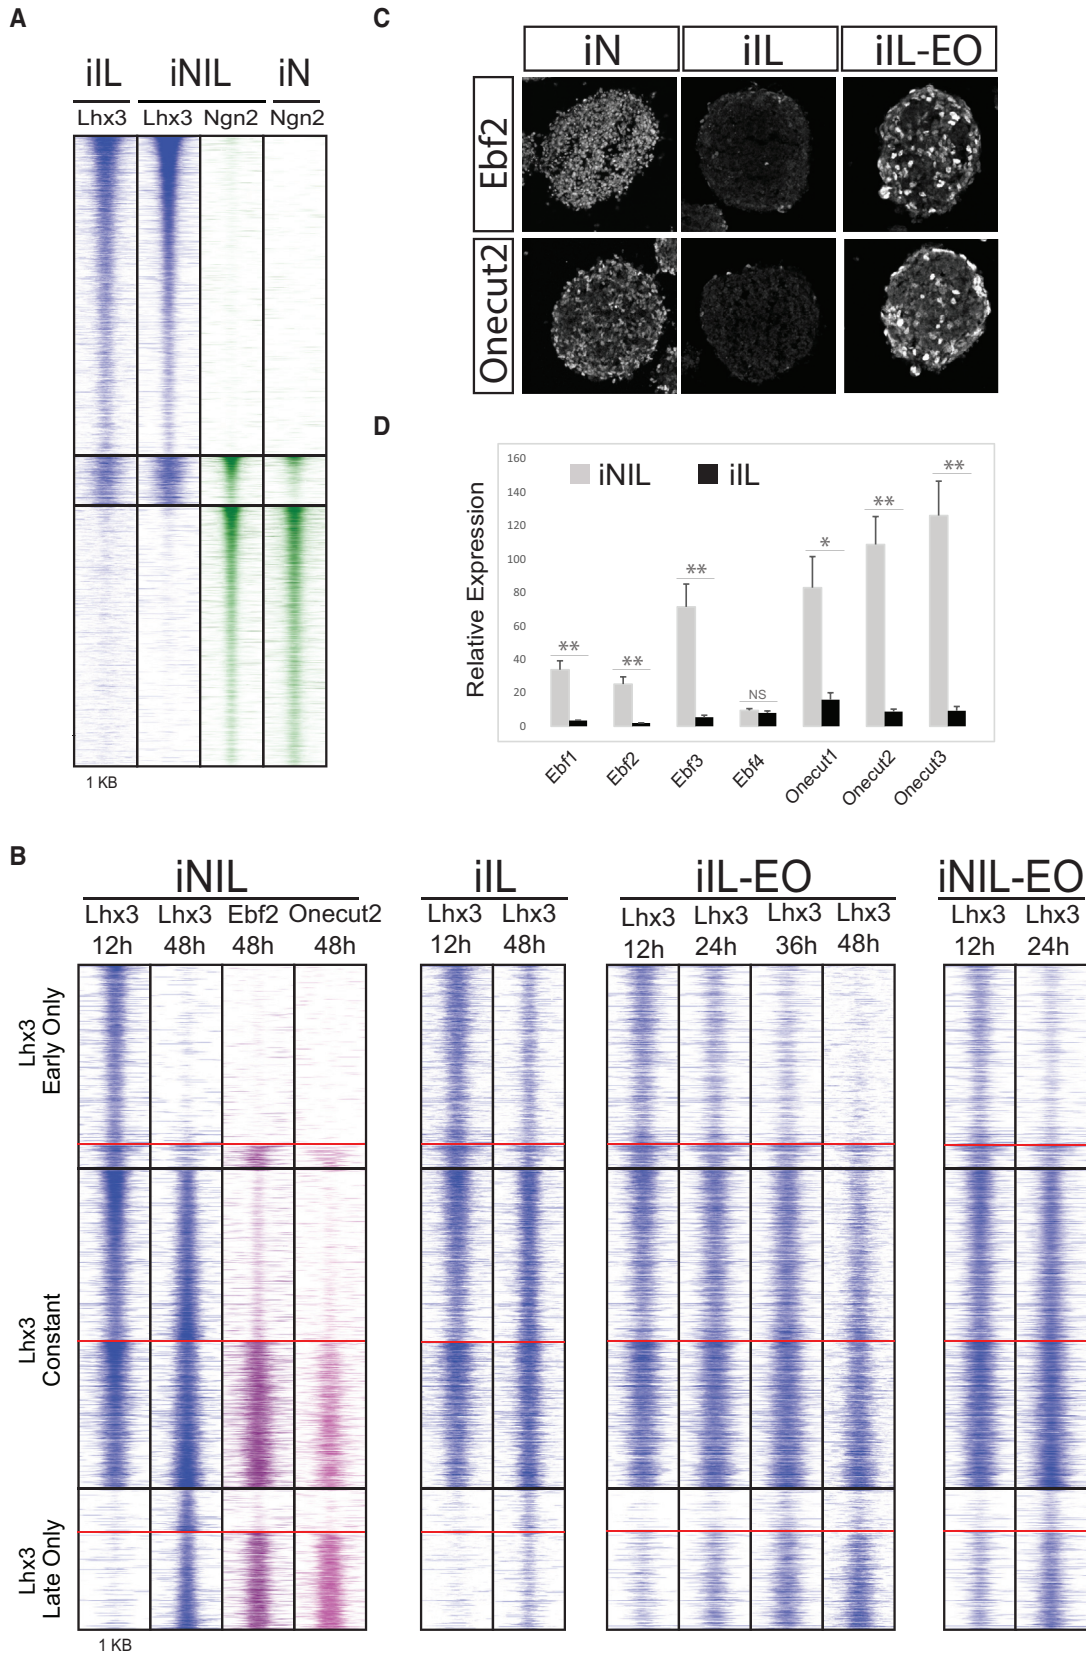 A
iIL iNIL iN
Lhx3 Lhx3 Ngn2 Ngn2
1 KB
C
iN iIL iIL-EO
Ebf2
Onecut2
D
Relative Expression
160
140
120
100
80
60
40
20
0
iNIL iIL
** ** ** NS * ** **
Ebf1 Ebf2 Ebf3 Ebf4 Onecut1 Onecut2 Onecut3
B
iNIL iIL iIL-EO iNIL-EO
Lhx3 Lhx3 Ebf2 Onecut2 Lhx3 Lhx3 Lhx3 Lhx3 Lhx3 Lhx3 Lhx3 Lhx3
12h 48h 48h 48h 12h 48h 12h 24h 36h 48h 12h 24h
Lhx3
Early Only
Lhx3
Constant
Lhx3
Late Only
1 KB